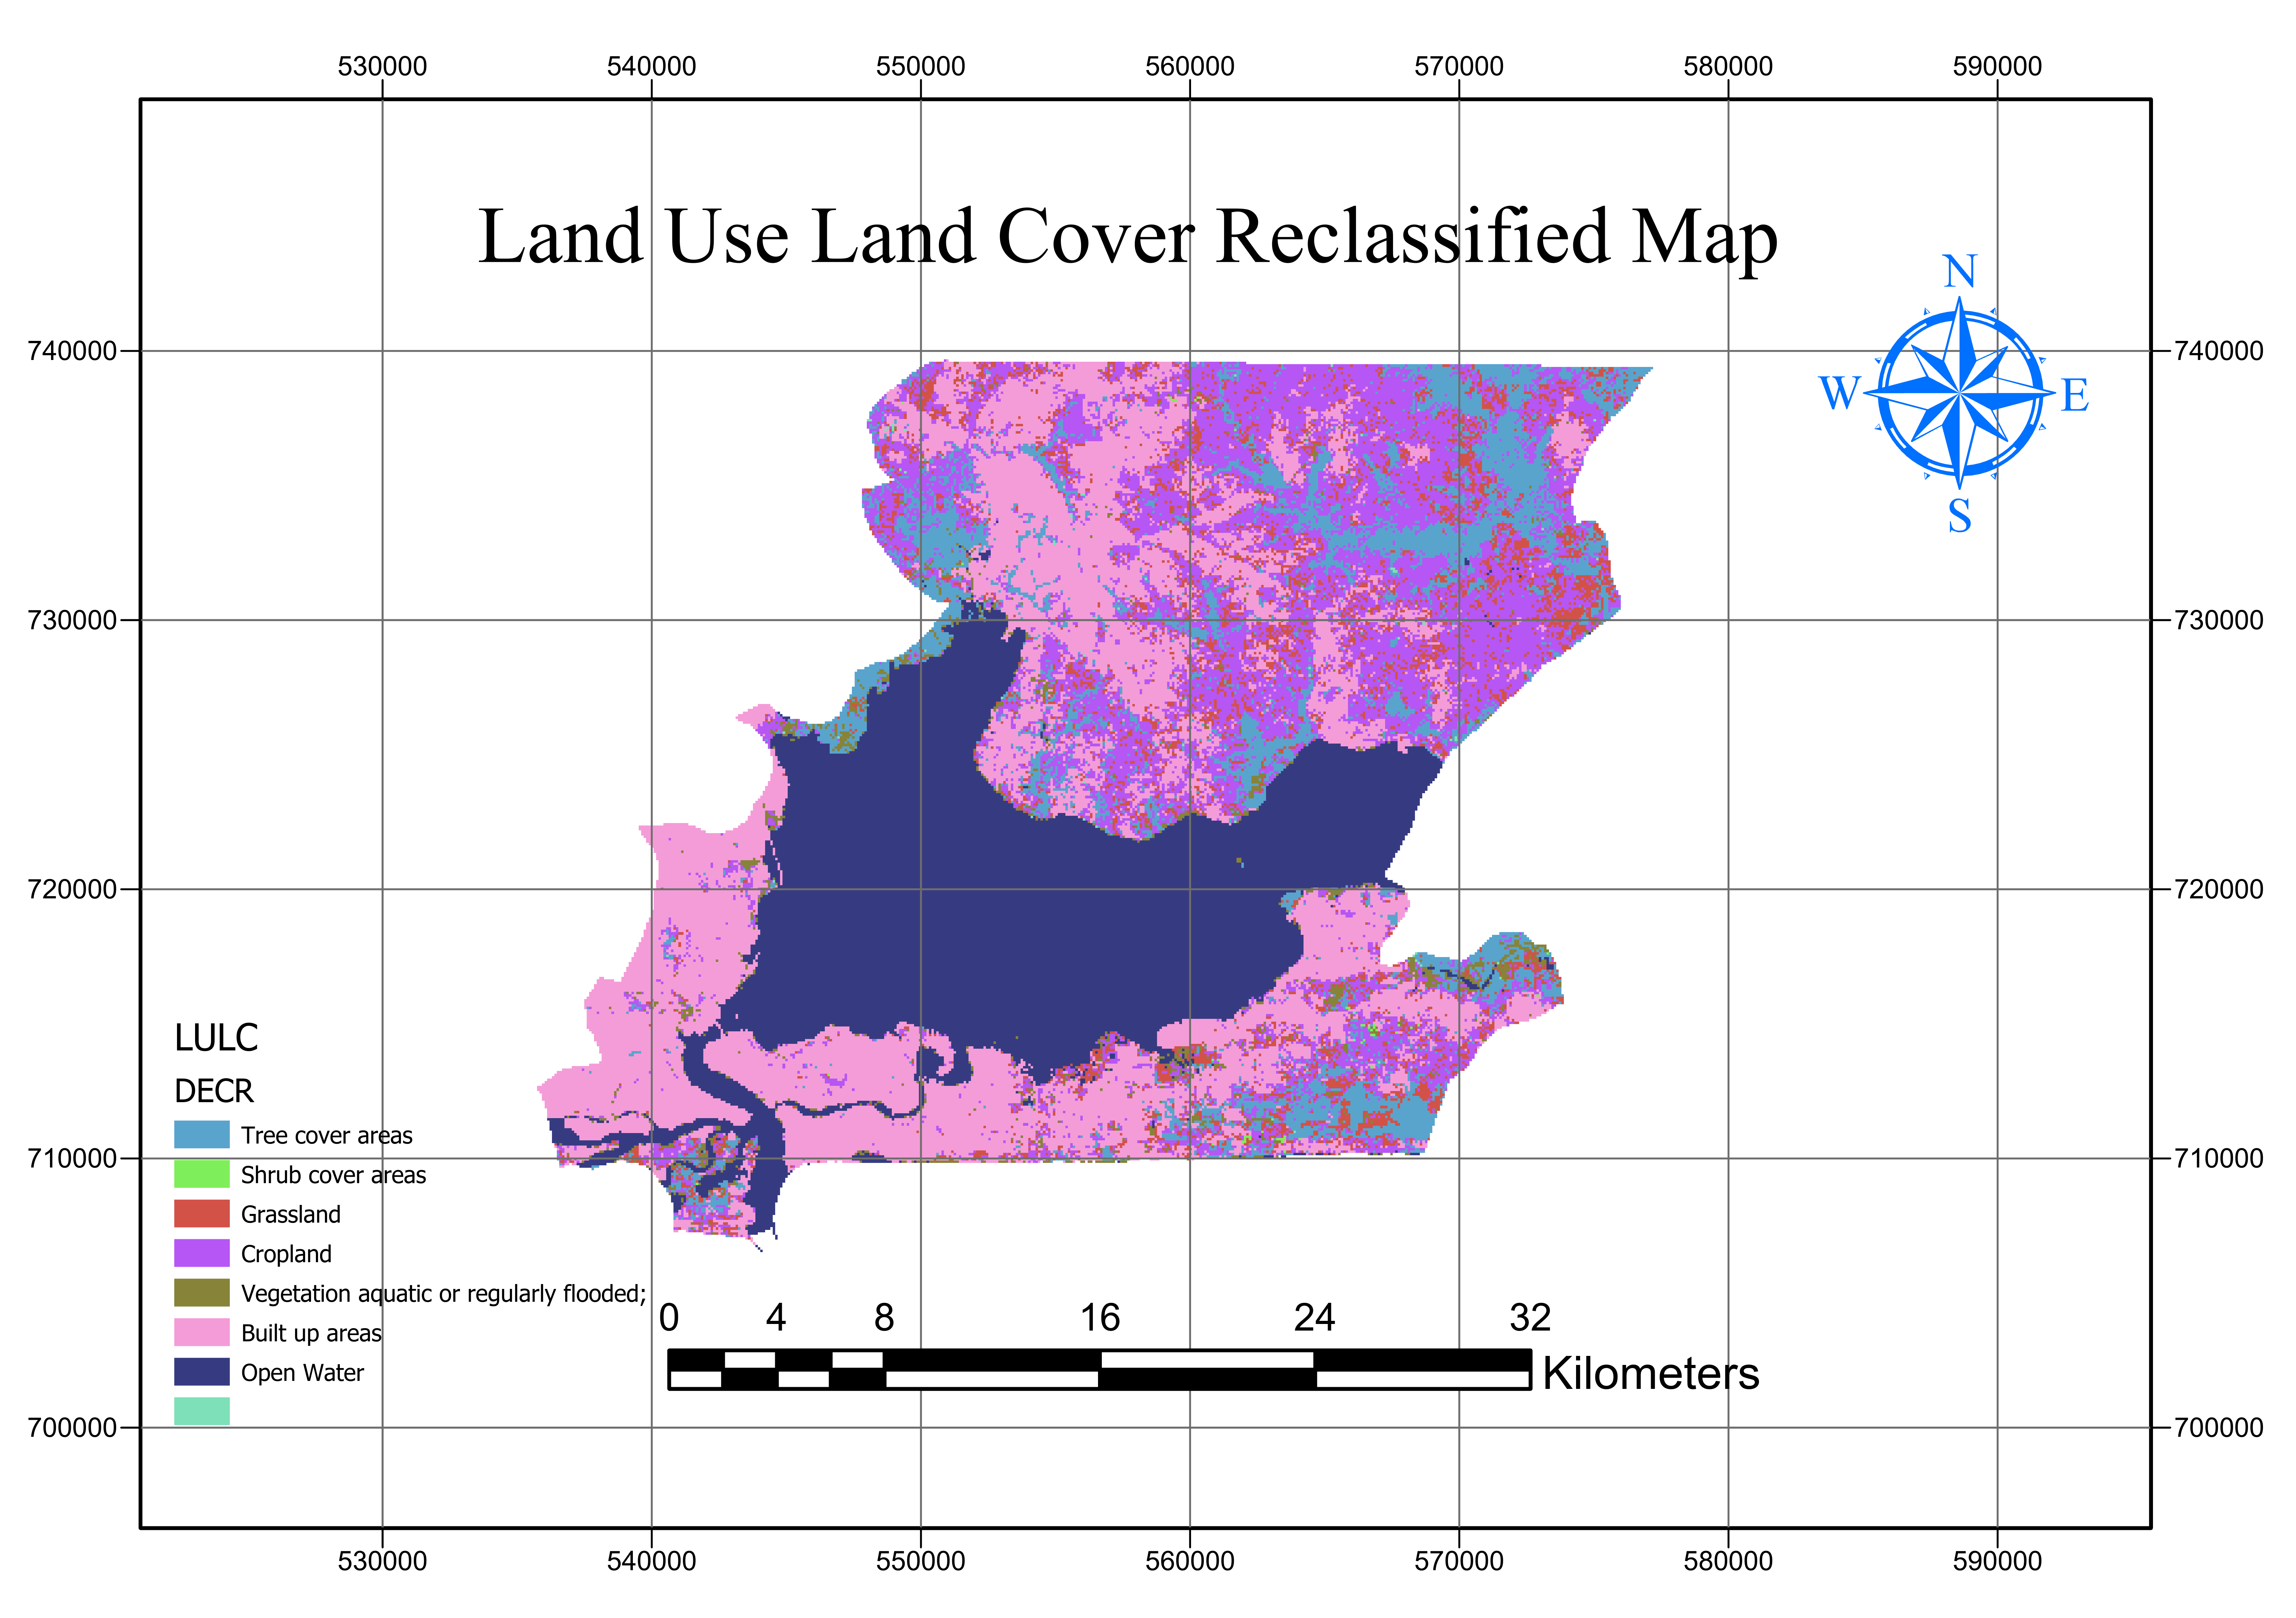 530000 540000 550000 560000 570000 580000 590000
Land Use Land Cover Reclassified Map
N
W E
S
740000 740000
730000 730000
720000 720000
710000 710000
700000 700000
LULC
DECR
Tree cover areas
Shrub cover areas
Grassland
Cropland
Vegetation aquatic or regularly flooded;
Built up areas
Open Water
0 4 8 16 24 32
Kilometers
530000 540000 550000 560000 570000 580000 590000